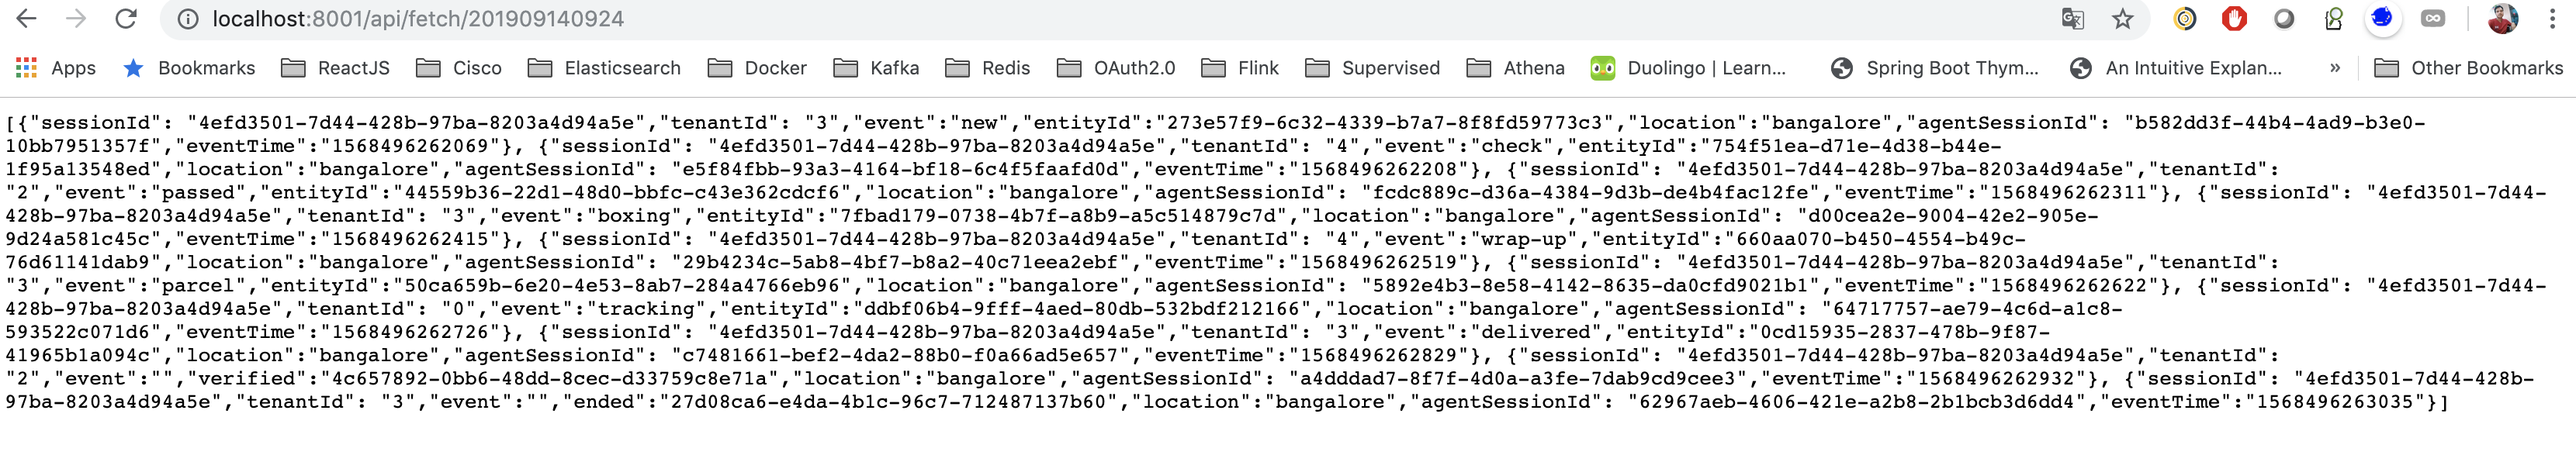 localhost:8001/api/fetch/201909140924
Apps Bookmarks ReactJS Cisco Elasticsearch Docker Kafka Redis OAuth2.0 Flink Supervised Athena Duolingo | Learn... Spring Boot Thym... An Intuitive Explan... » Other Bookmarks
[{"sessionId": "4efd3501-7d44-428b-97ba-8203a4d94a5e","tenantId": "3","event":"new","entityId":"273e57f9-6c32-4339-b7a7-8f8fd59773c3","location":"bangalore","agentSessionId": "b582dd3f-44b4-4ad9-b3e0-
10bb7951357f","eventTime":"1568496262069"}, {"sessionId": "4efd3501-7d44-428b-97ba-8203a4d94a5e","tenantId": "4","event":"check","entityId":"754f51ea-d71e-4d38-b44e-
1f95a13548ed","location":"bangalore","agentSessionId": "e5f84fbb-93a3-4164-bf18-6c4f5faafd0d","eventTime":"1568496262208"}, {"sessionId": "4efd3501-7d44-428b-97ba-8203a4d94a5e","tenantId":
"2","event":"passed","entityId":"44559b36-22d1-48d0-bbfc-c43e362cdcf6","location":"bangalore","agentSessionId": "fcdc889c-d36a-4384-9d3b-de4b4fac12fe","eventTime":"1568496262311"}, {"sessionId": "4efd3501-7d44-
428b-97ba-8203a4d94a5e","tenantId": "3","event":"boxing","entityId":"7fbad179-0738-4b7f-a8b9-a5c514879c7d","location":"bangalore","agentSessionId": "d00cea2e-9004-42e2-905e-
9d24a581c45c","eventTime":"1568496262415"}, {"sessionId": "4efd3501-7d44-428b-97ba-8203a4d94a5e","tenantId": "4","event":"wrap-up","entityId":"660aa070-b450-4554-b49c-
76d61141dab9","location":"bangalore","agentSessionId": "29b4234c-5ab8-4bf7-b8a2-40c71eea2ebf","eventTime":"1568496262519"}, {"sessionId": "4efd3501-7d44-428b-97ba-8203a4d94a5e","tenantId":
"3","event":"parcel","entityId":"50ca659b-6e20-4e53-8ab7-284a4766eb96","location":"bangalore","agentSessionId": "5892e4b3-8e58-4142-8635-da0cfd9021b1","eventTime":"1568496262622"}, {"sessionId": "4efd3501-7d44-
428b-97ba-8203a4d94a5e","tenantId": "0","event":"tracking","entityId":"ddbf06b4-9fff-4aed-80db-532bdf212166","location":"bangalore","agentSessionId": "64717757-ae79-4c6d-a1c8-
593522c071d6","eventTime":"1568496262726"}, {"sessionId": "4efd3501-7d44-428b-97ba-8203a4d94a5e","tenantId": "3","event":"delivered","entityId":"0cd15935-2837-478b-9f87-
41965b1a094c","location":"bangalore","agentSessionId": "c7481661-bef2-4da2-88b0-f0a66ad5e657","eventTime":"1568496262829"}, {"sessionId": "4efd3501-7d44-428b-97ba-8203a4d94a5e","tenantId":
"2","event":"","verified":"4c657892-0bb6-48dd-8cec-d33759c8e71a","location":"bangalore","agentSessionId": "a4dddad7-8f7f-4d0a-a3fe-7dab9cd9cee3","eventTime":"1568496262932"}, {"sessionId": "4efd3501-7d44-428b-
97ba-8203a4d94a5e","tenantId": "3","event":"","ended":"27d08ca6-e4da-4b1c-96c7-712487137b60","location":"bangalore","agentSessionId": "62967aeb-4606-421e-a2b8-2b1bcb3d6dd4","eventTime":"1568496263035"}]